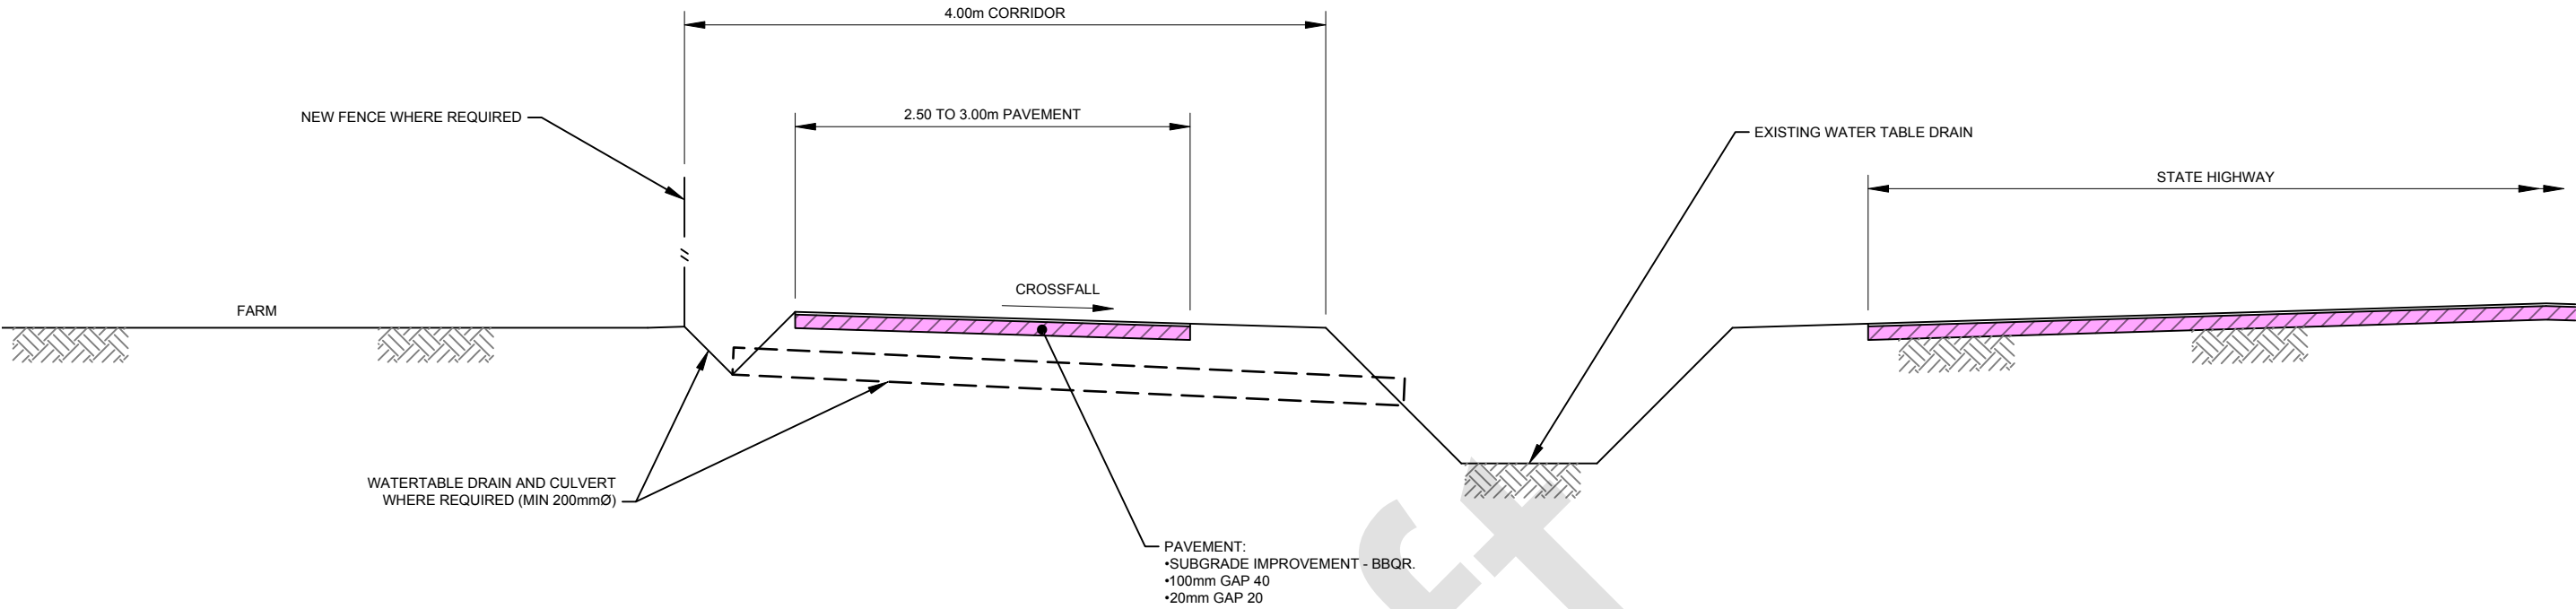 4.00m CORRIDOR
2.50 TO 3.00m PAVEMENT
NEW FENCE WHERE REQUIRED
EXISTING WATER TABLE DRAIN
STATE HIGHWAY
CROSSFALL
FARM
WATERTABLE DRAIN AND CULVERT
WHERE REQUIRED (MIN 200mmØ)
PAVEMENT:
•SUBGRADE IMPROVEMENT - BBQR.
•100mm GAP 40
•20mm GAP 20